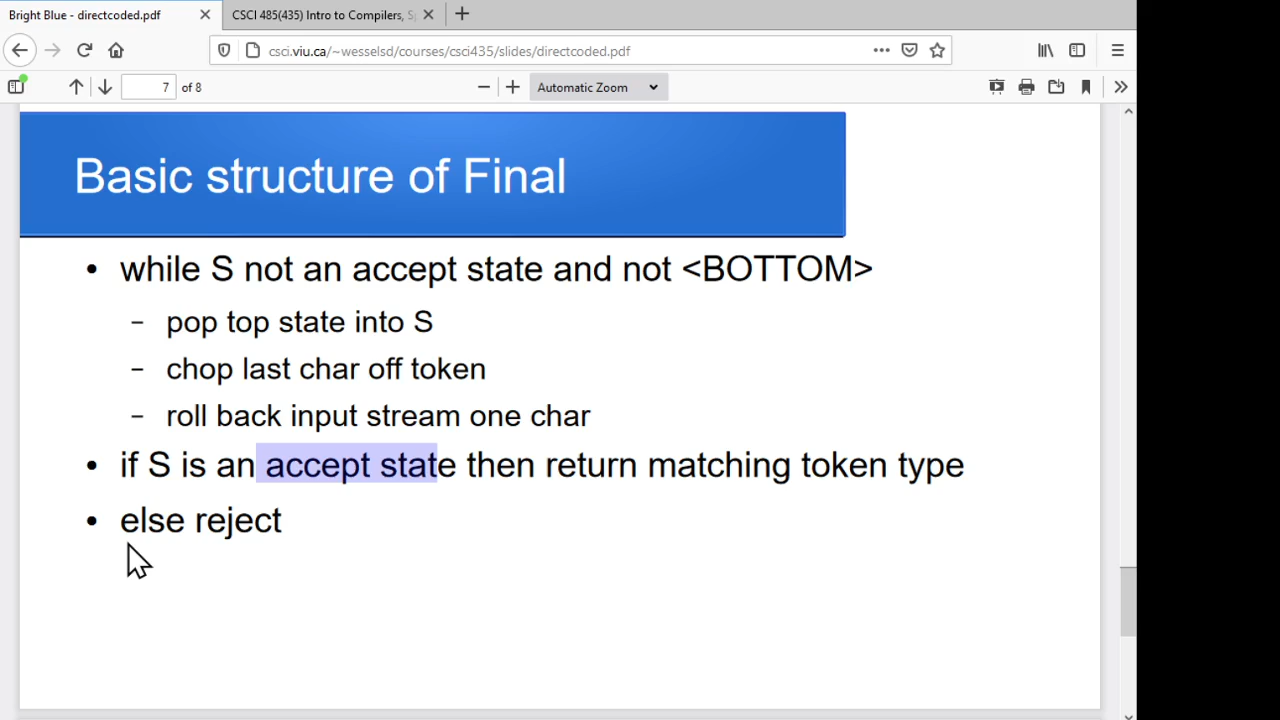 Bright Blue - directcoded.pdf
CSCI 485(435) Intro to Compilers, S
csci.viu.ca/~wesselsd/courses/csci435/slides/directcoded.pdf
7 of 8
Automatic Zoom
Basic structure of Final
• while S not an accept state and not <BOTTOM>
– pop top state into S
– chop last char off token
– roll back input stream one char
• if S is an accept state then return matching token type
• else reject